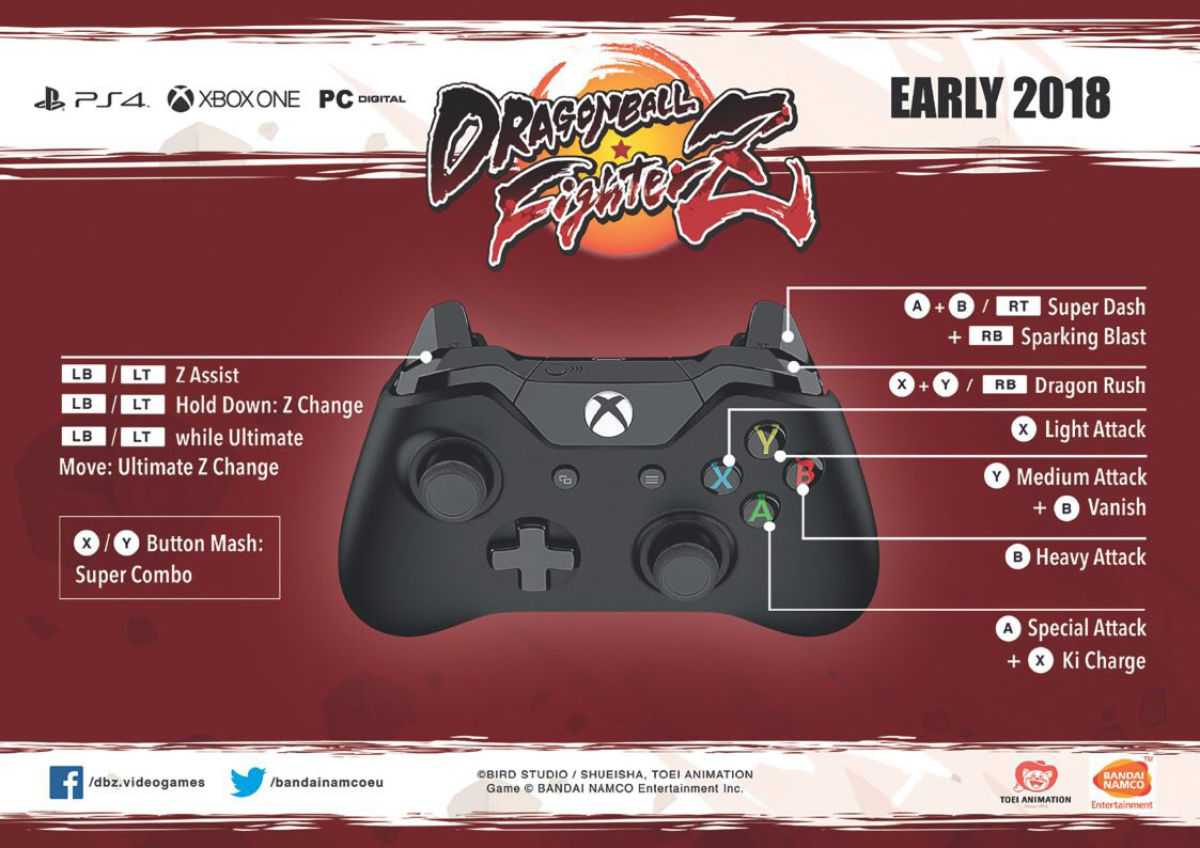 PS4 XBOX ONE PC DIGITAL
DRAGONBALL
FighterZ
EARLY 2018
LB / LT Z Assist
LB / LT Hold Down: Z Change
LB / LT while Ultimate
Move: Ultimate Z Change
X / Y Button Mash:
Super Combo
A + B / RT Super Dash
+ RB Sparking Blast
X + Y / RB Dragon Rush
X Light Attack
Y Medium Attack
+ B Vanish
B Heavy Attack
A Special Attack
+ X Ki Charge
Y
X B
A
/dbz.videogames
/bandainamcoeu
©BIRD STUDIO / SHUEISHA, TOEI ANIMATION
Game © BANDAI NAMCO Entertainment Inc.
TOEI ANIMATION
BANDAI
NAMCO
Entertainment